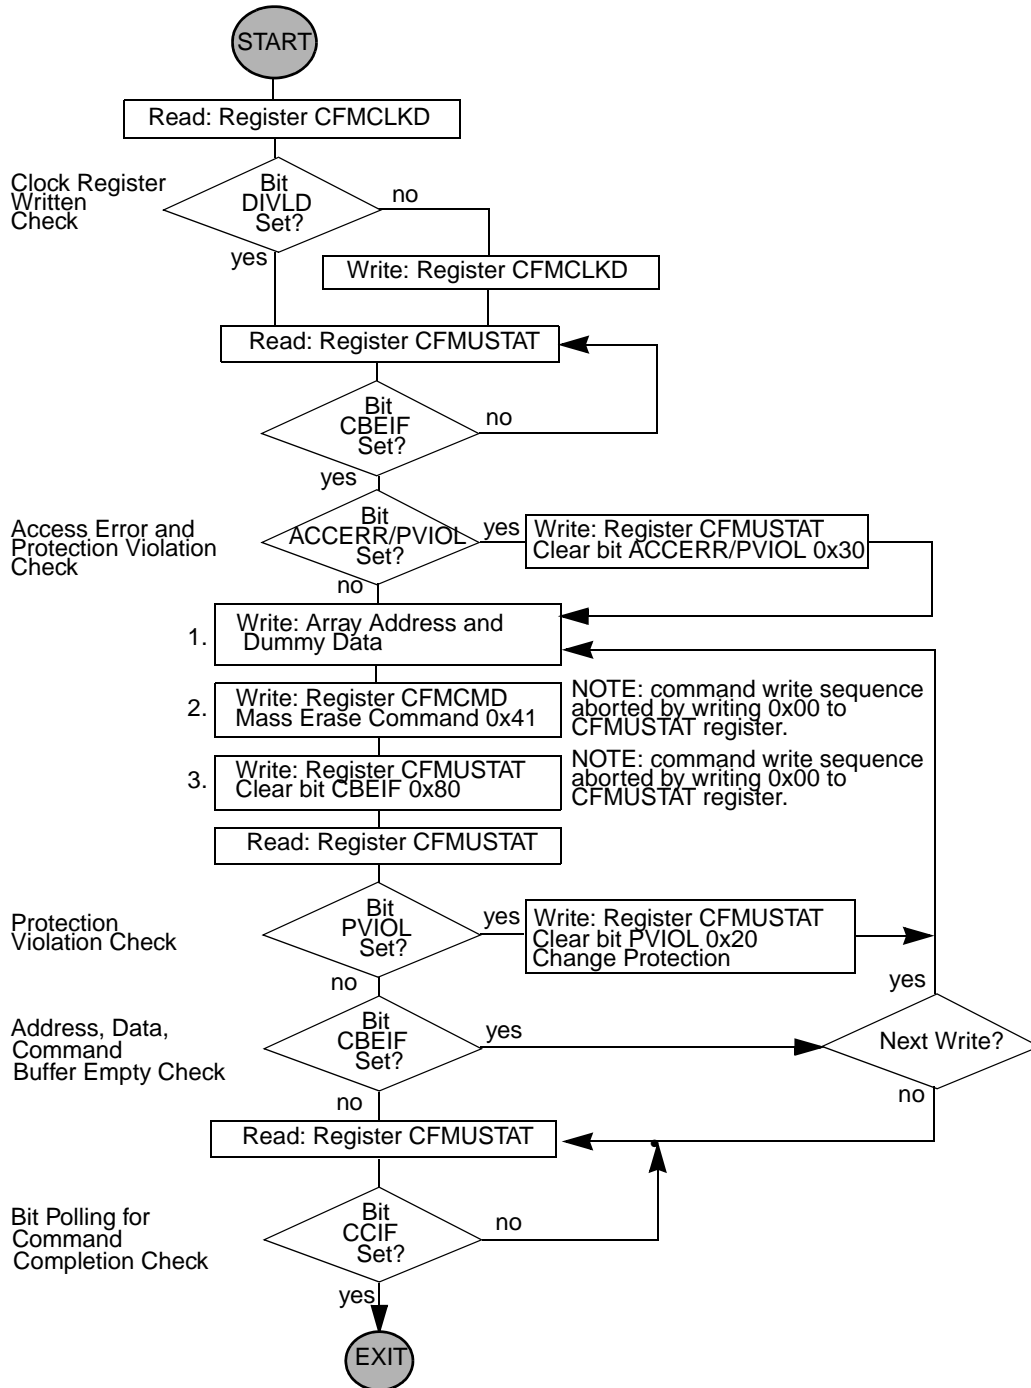 START
Read: Register CFMCLKD
Clock Register
Written
Check
Bit
DIVLD
Set?
no
yes
Write: Register CFMCLKD
Read: Register CFMUSTAT
Bit
CBEIF
Set?
no
yes
Access Error and
Protection Violation
Check
Bit
ACCERR/PVIOL
Set?
yes
no
Write: Register CFMUSTAT
Clear bit ACCERR/PVIOL 0x30
1.
Write: Array Address and
Dummy Data
2.
Write: Register CFMCMD
Mass Erase Command 0x41
NOTE: command write sequence
aborted by writing 0x00 to
CFMUSTAT register.
3.
Write: Register CFMUSTAT
Clear bit CBEIF 0x80
NOTE: command write sequence
aborted by writing 0x00 to
CFMUSTAT register.
Read: Register CFMUSTAT
Protection
Violation Check
Bit
PVIOL
Set?
yes
no
Write: Register CFMUSTAT
Clear bit PVIOL 0x20
Change Protection
yes
Address, Data,
Command
Buffer Empty Check
Bit
CBEIF
Set?
yes
no
Next Write?
no
Read: Register CFMUSTAT
Bit Polling for
Command
Completion Check
Bit
CCIF
Set?
no
yes
EXIT